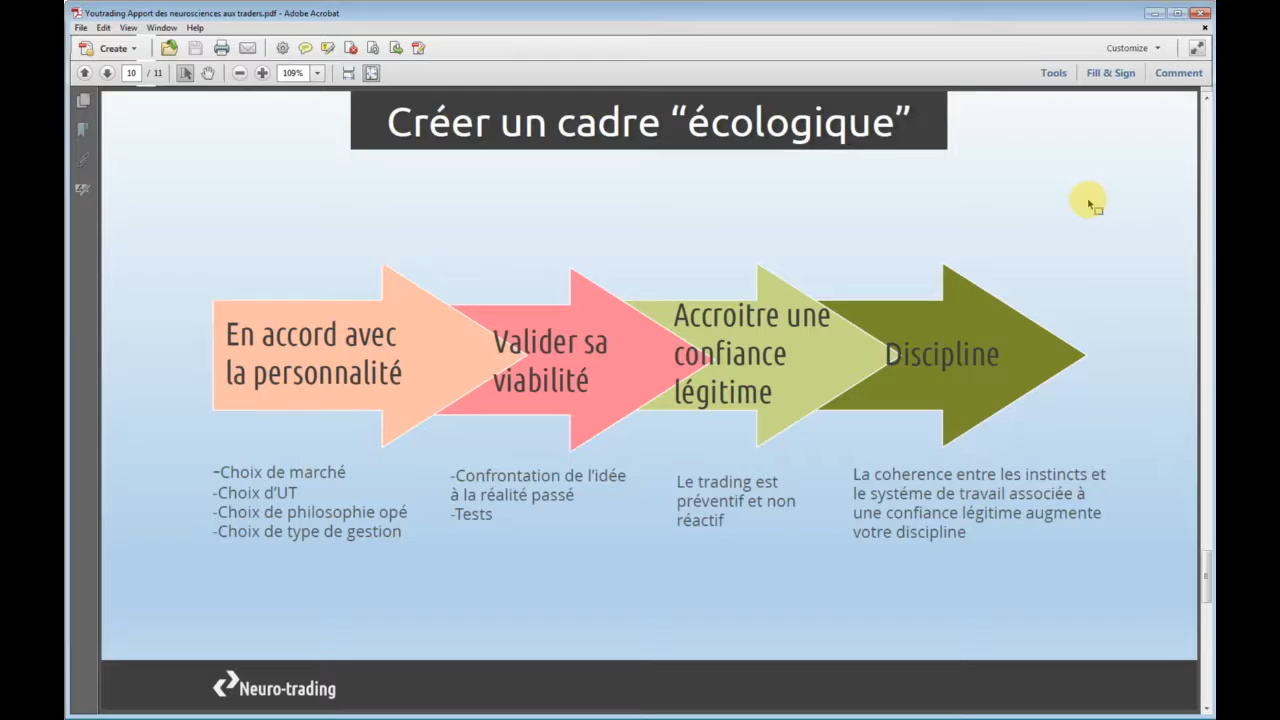 Youtrading Apport des neurosciences aux traders.pdf - Adobe Acrobat
File Edit View Window Help
Create
Customize
10 / 11
109%
Tools Fill & Sign Comment
Créer un cadre “écologique”
En accord avec
la personnalité
Valider sa
viabilité
Accroitre une
confiance
légitime
Discipline
-Choix de marché
-Choix d’UT
-Choix de philosophie opé
-Choix de type de gestion
-Confrontation de l’idée
à la réalité passé
-Tests
Le trading est
préventif et non
réactif
La coherence entre les instincts et
le systéme de travail associée à
une confiance légitime augmente
votre discipline
Neuro-trading